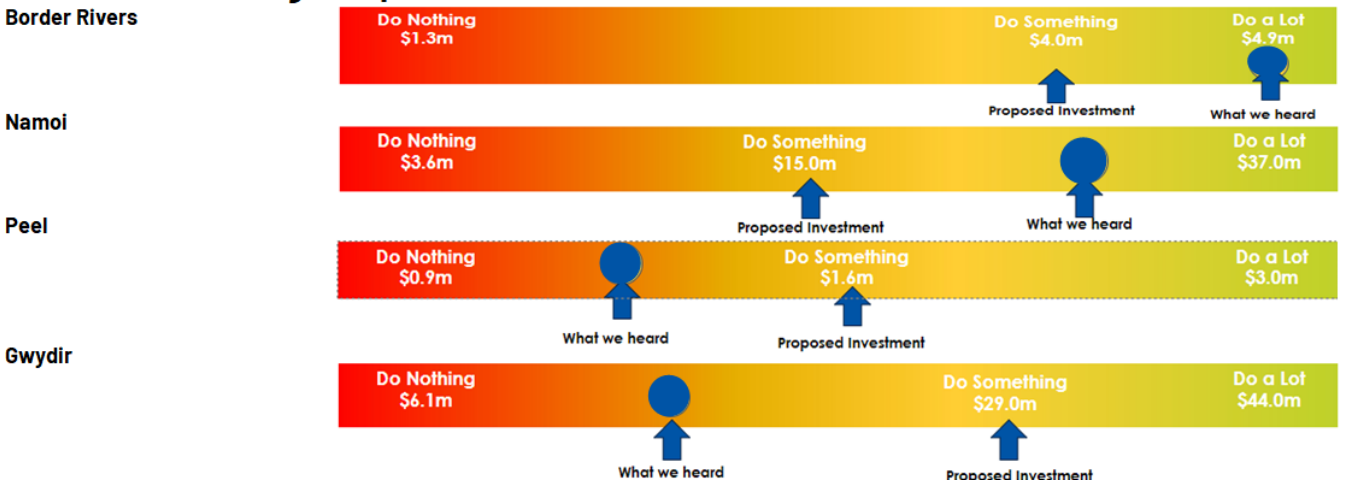 Border Rivers
Do Nothing
$1.3m
Do Something
$4.0m
Do a Lot
$4.9m
Proposed Investment
What we heard
Namoi
Do Nothing
$3.6m
Do Something
$15.0m
Do a Lot
$37.0m
Proposed Investment
What we heard
Peel
Do Nothing
$0.9m
Do Something
$1.6m
Do a Lot
$3.0m
What we heard
Proposed Investment
Gwydir
Do Nothing
$6.1m
Do Something
$29.0m
Do a Lot
$44.0m
What we heard
Proposed Investment